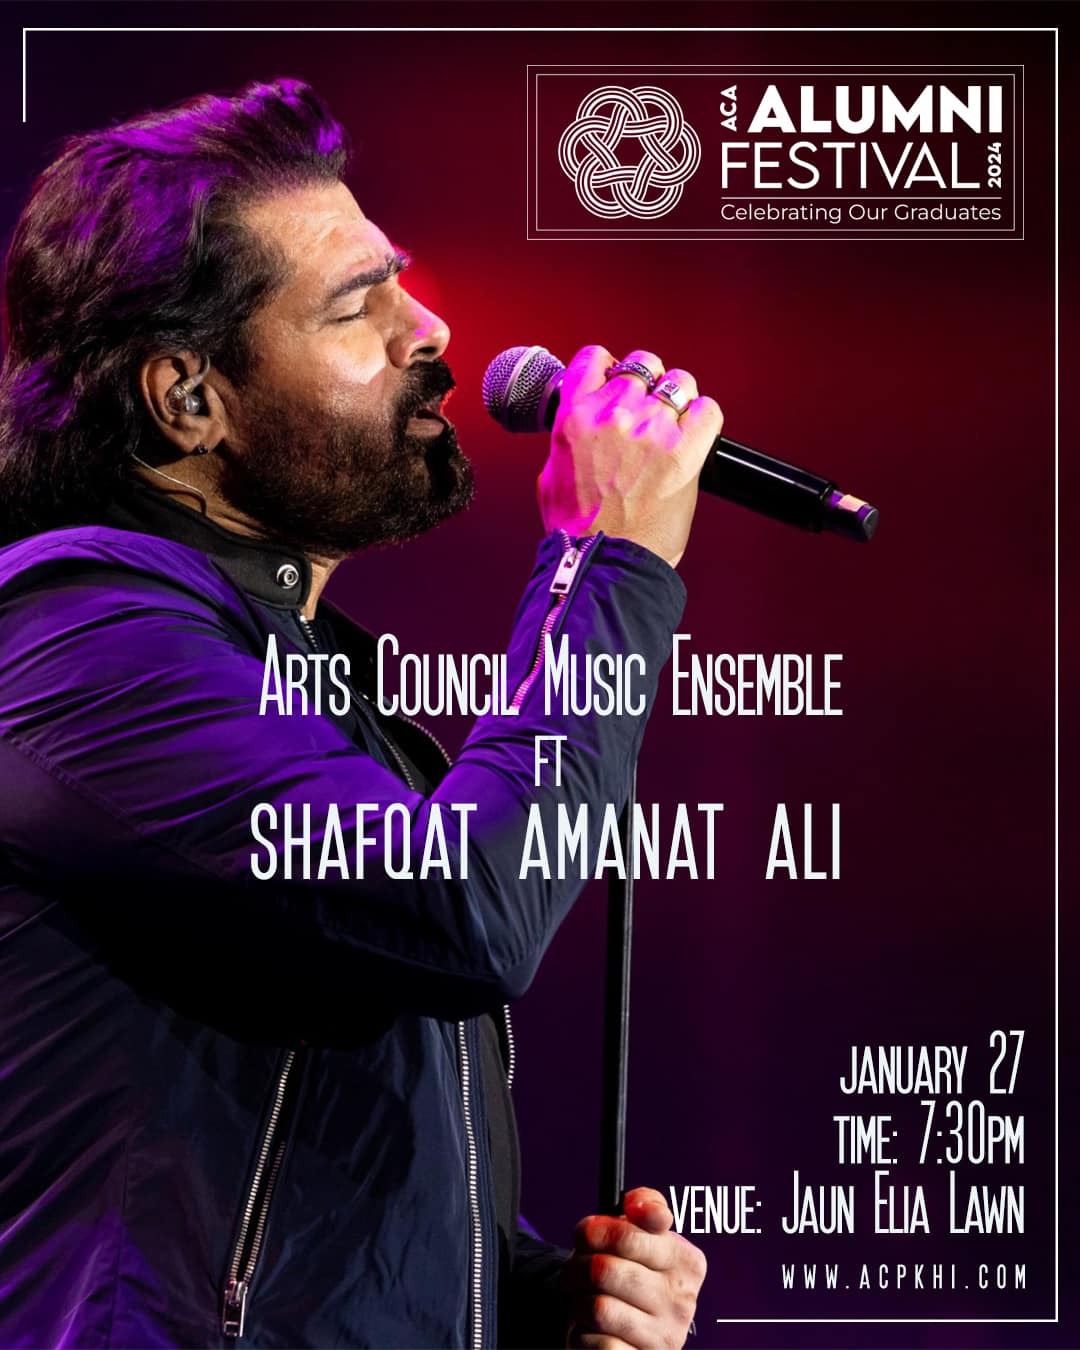 ACA
ALUMNI
FESTIVAL
2024
Celebrating Our Graduates
ARTS COUNCIL MUSIC ENSEMBLE
FT
SHAFQAT AMANAT ALI
JANUARY 27
TIME: 7:30PM
VENUE: JAUN ELIA LAWN
WWW.ACPKHI.COM